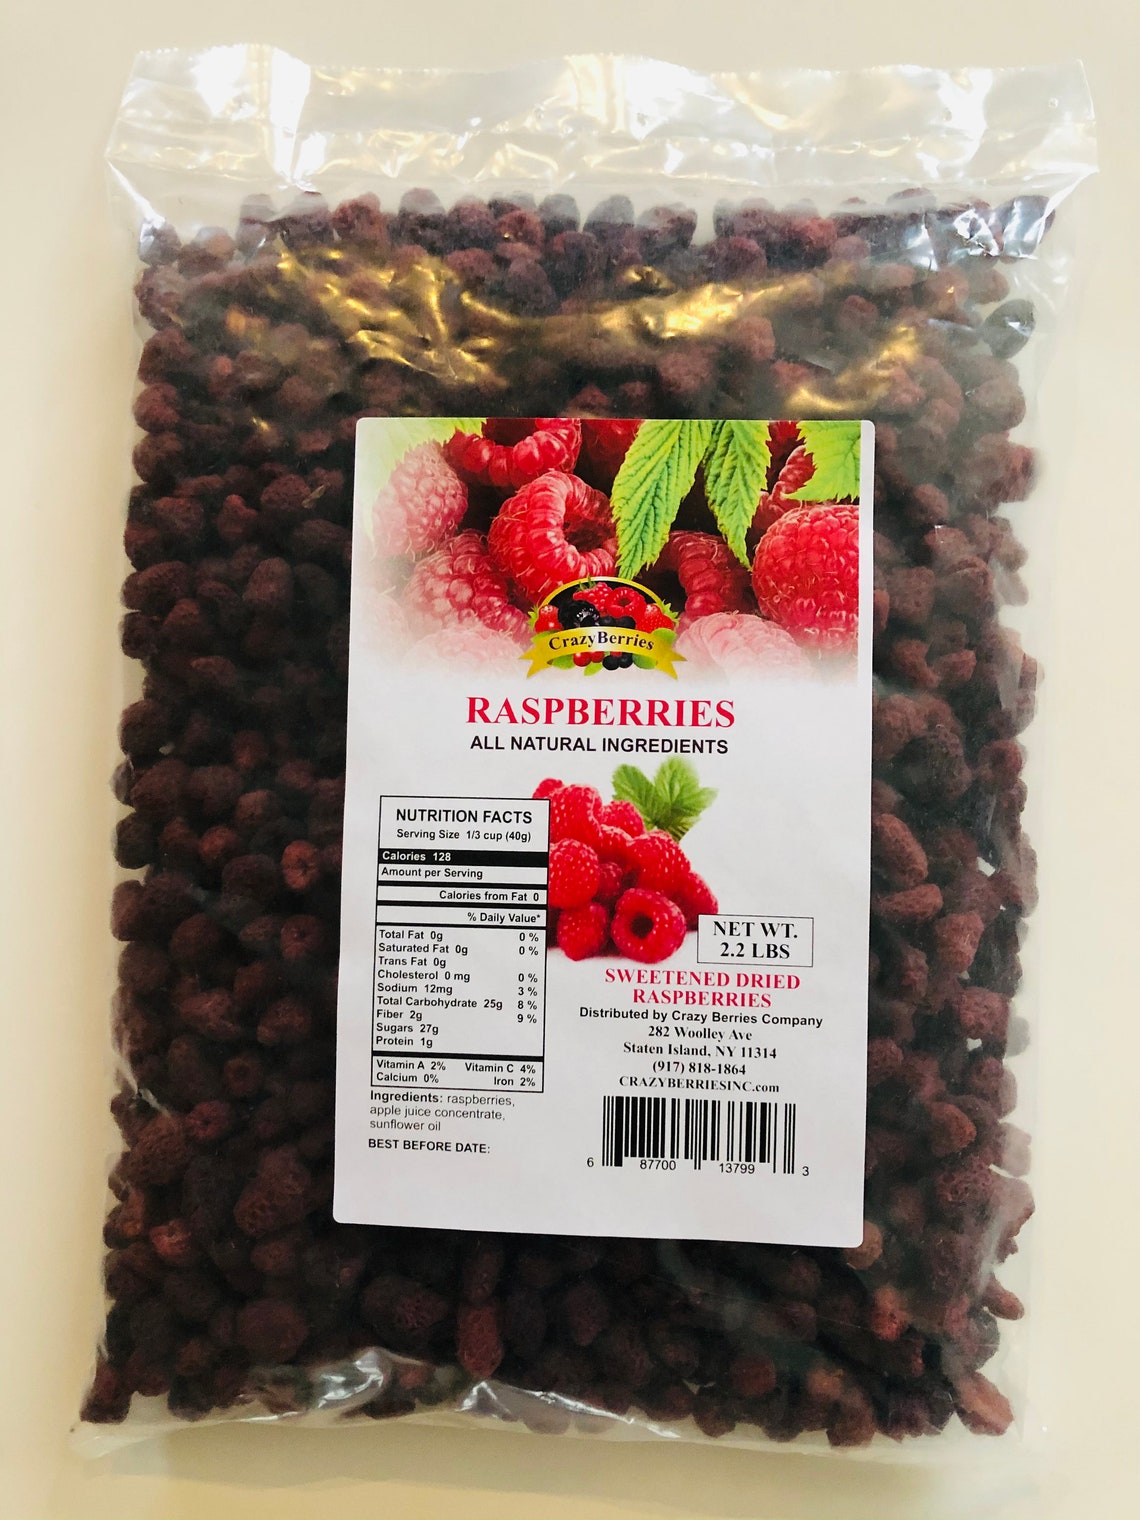 CrazyBerries
RASPBERRIES
ALL NATURAL INGREDIENTS
NUTRITION FACTS
Serving Size 1/3 cup (40g)
Calories 128
Amount per Serving
Calories from Fat 0
% Daily Value*
Total Fat 0g 0 %
Saturated Fat 0g 0 %
Trans Fat 0g
Cholesterol 0 mg 0 %
Sodium 12mg 3 %
Total Carbohydrate 25g 8 %
Fiber 2g 9 %
Sugars 27g
Protein 1g
Vitamin A 2% Vitamin C 4%
Calcium 0% Iron 2%
Ingredients: raspberries,
apple juice concentrate,
sunflower oil
BEST BEFORE DATE:
NET WT.
2.2 LBS
SWEETENED DRIED
RASPBERRIES
Distributed by Crazy Berries Company
282 Woolley Ave
Staten Island, NY 11314
(917) 818-1864
CRAZYBERRIESINC.com
6 87700 13799 3